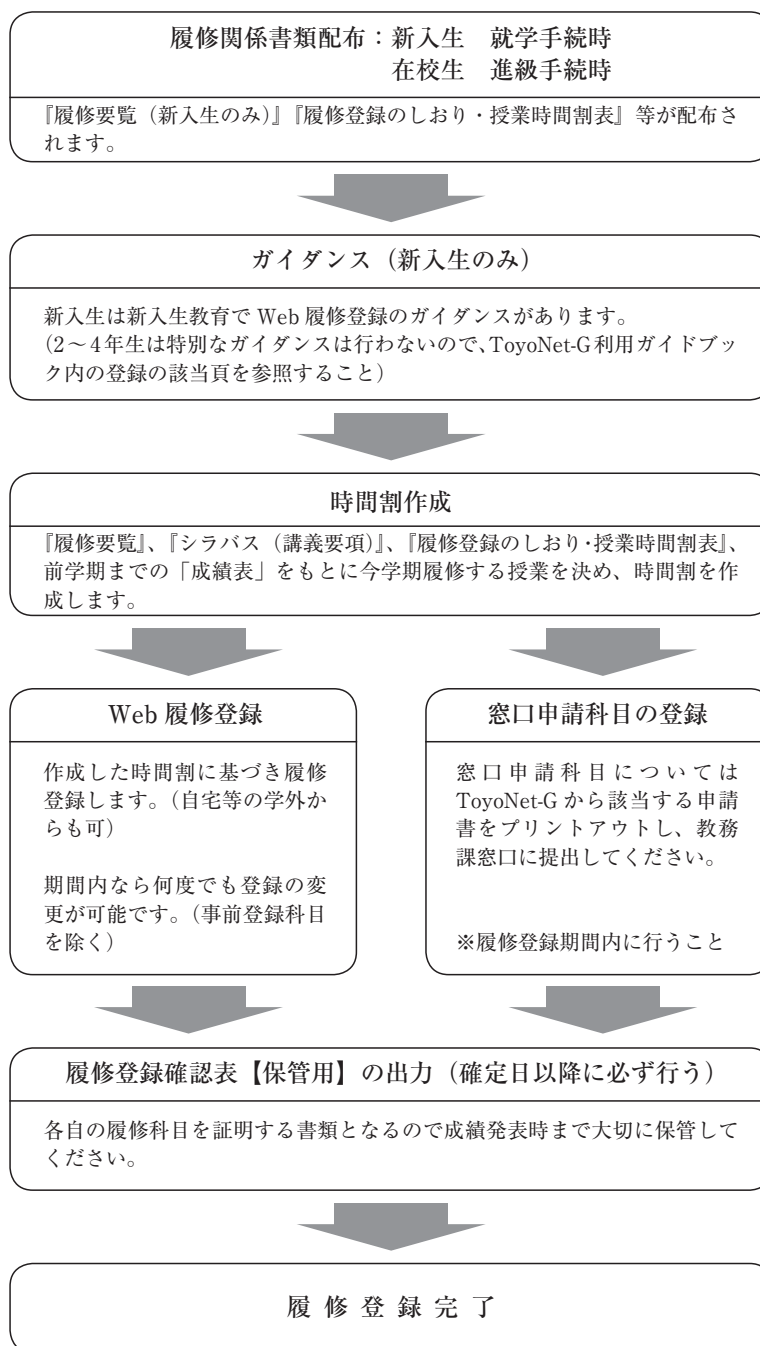 履修関係書類配布：新入生　就学手続時
在校生　進級手続時
『履修要覧（新入生のみ）』『履修登録のしおり・授業時間割表』等が配布さ
れます。
ガイダンス（新入生のみ）
新入生は新入生教育で Web 履修登録のガイダンスがあります。
（2～4年生は特別なガイダンスは行わないので、ToyoNet-G 利用ガイドブッ
ク内の登録の該当頁を参照すること）
時間割作成
『履修要覧』、『シラバス（講義要項）』、『履修登録のしおり・授業時間割表』、
前学期までの「成績表」をもとに今学期履修する授業を決め、時間割を作
成します。
Web 履修登録
作成した時間割に基づき履修
登録します。（自宅等の学外か
らも可）
期間内なら何度でも登録の変
更が可能です。（事前登録科目
を除く）
窓口申請科目の登録
窓口申請科目については
ToyoNet-G から該当する申請
書をプリントアウトし、教務
課窓口に提出してください。
※履修登録期間内に行うこと
履修登録確認表【保管用】の出力（確定日以降に必ず行う）
各自の履修科目を証明する書類となるので成績発表時まで大切に保管して
ください。
履修登録完了